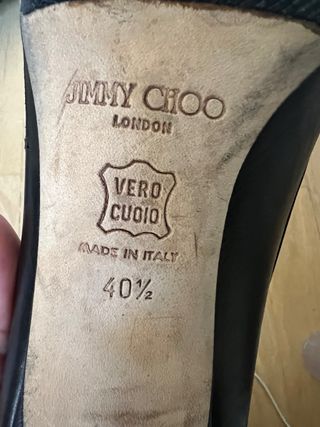 JIMMY CHOO
LONDON
VERO
CUOIO
MADE IN ITALY
40½